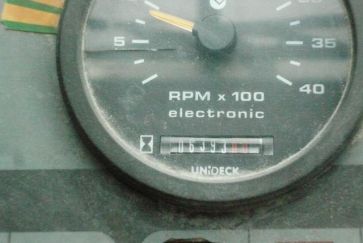 5
35
40
RPM x 100
electronic
UNiDECK